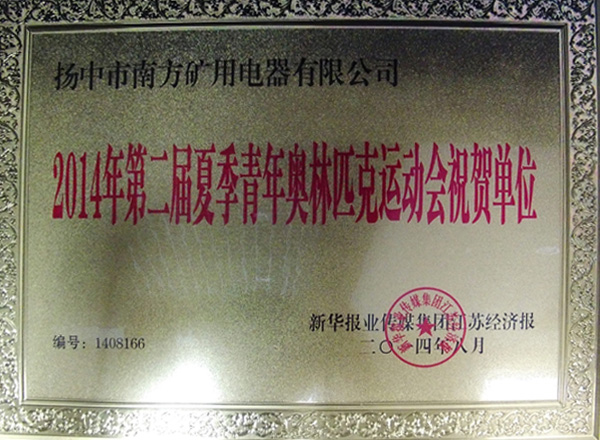 扬中市南方矿用电器有限公司
2014年第二届夏季青年奥林匹克运动会祝贺单位
新华报业传媒集团江苏经济报
编号：1408166
二〇一四年八月